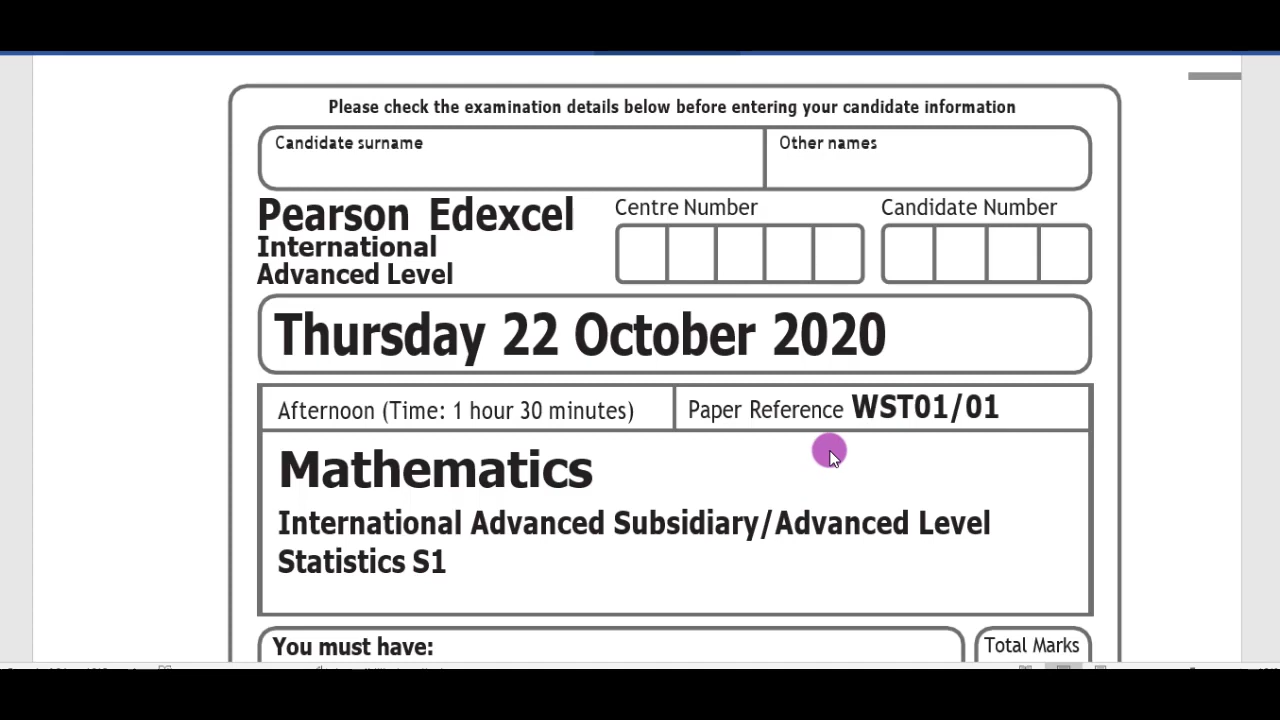 Please check the examination details below before entering your candidate information
Candidate surname
Other names
Pearson Edexcel
International
Advanced Level
Centre Number
Candidate Number
Thursday 22 October 2020
Afternoon (Time: 1 hour 30 minutes)
Paper Reference WST01/01
Mathematics
International Advanced Subsidiary/Advanced Level
Statistics S1
You must have:
Total Marks